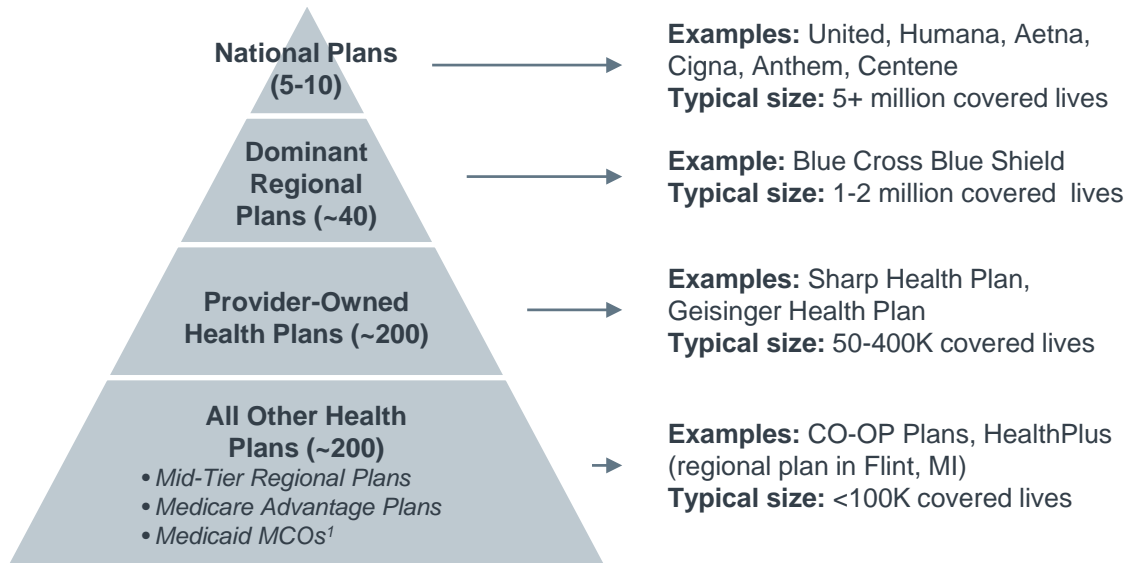 National Plans
(5-10)
Examples: United, Humana, Aetna,
Cigna, Anthem, Centene
Typical size: 5+ million covered lives
Dominant
Regional
Plans (~40)
Example: Blue Cross Blue Shield
Typical size: 1-2 million covered lives
Provider-Owned
Health Plans (~200)
Examples: Sharp Health Plan,
Geisinger Health Plan
Typical size: 50-400K covered lives
All Other Health
Plans (~200)
• Mid-Tier Regional Plans
• Medicare Advantage Plans
• Medicaid MCOs¹
Examples: CO-OP Plans, HealthPlus
(regional plan in Flint, MI)
Typical size: <100K covered lives